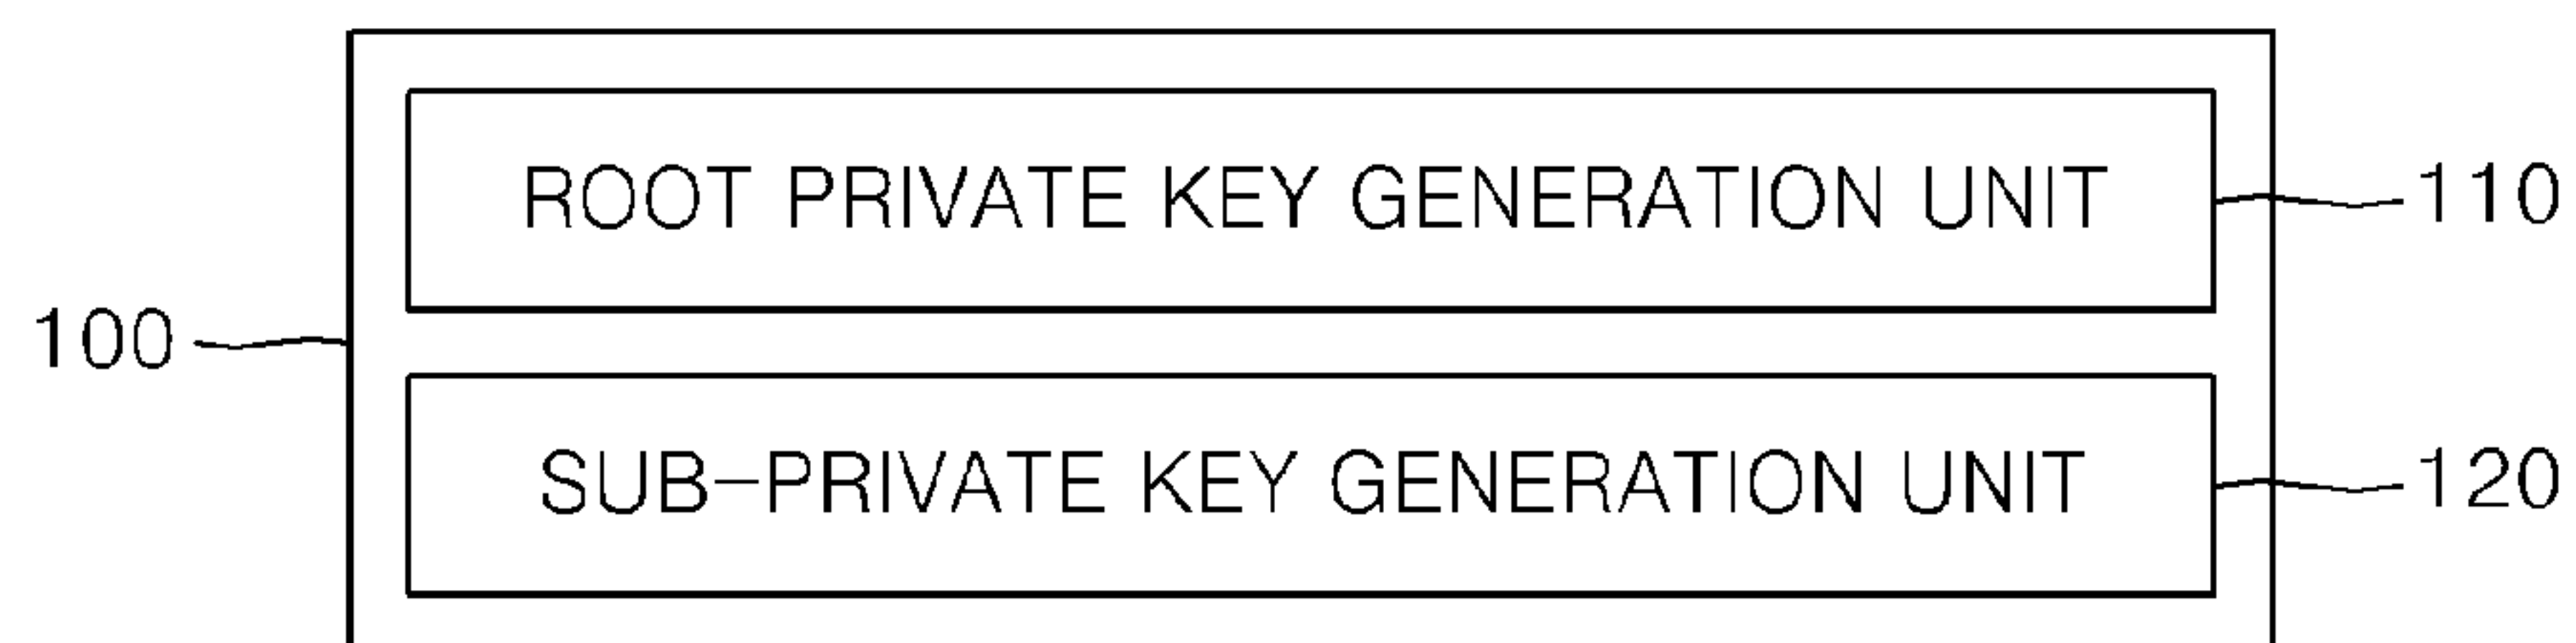 ROOT PRIVATE KEY GENERATION UNIT
110
100
SUB-PRIVATE KEY GENERATION UNIT
120